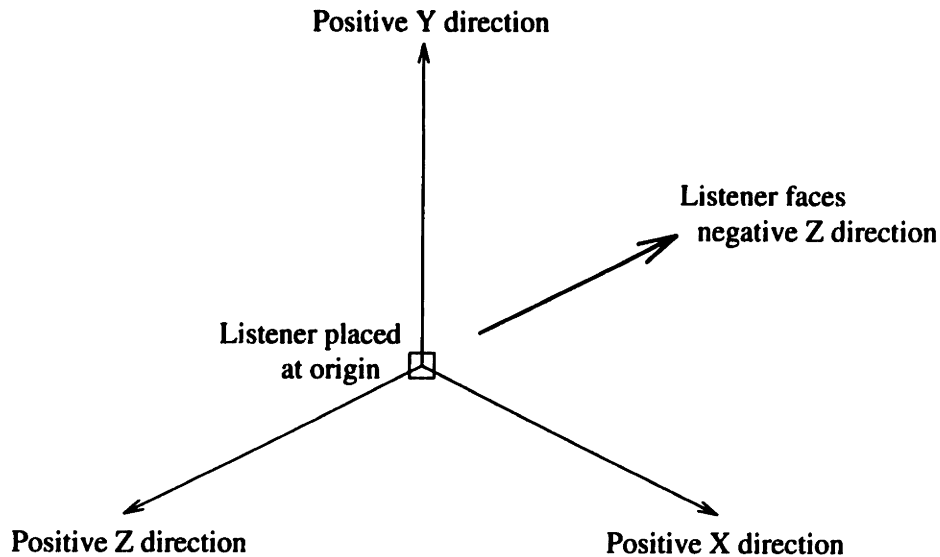 Positive Y direction
Listener faces
negative Z direction
Listener placed
at origin
Positive Z direction
Positive X direction